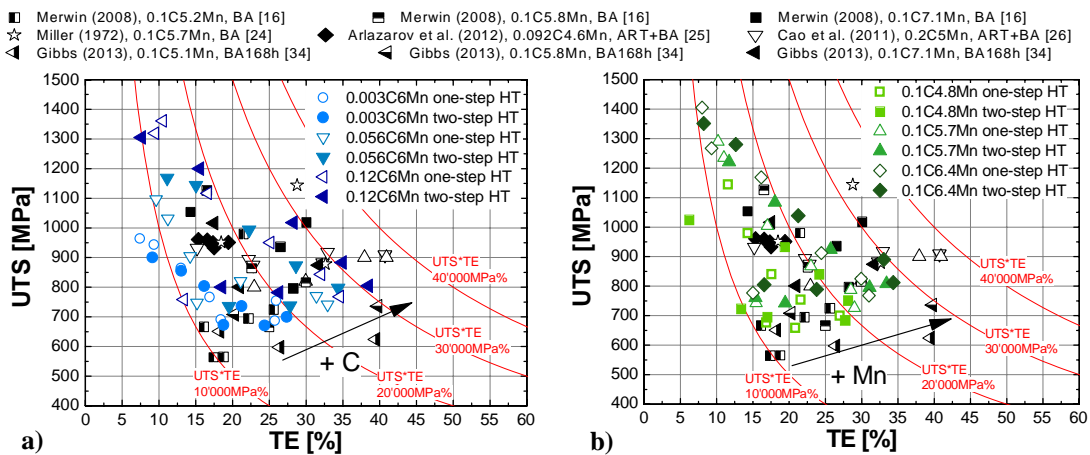 Merwin (2008), 0.1C5.2Mn, BA [16] Merwin (2008), 0.1C5.8Mn, BA [16] Merwin (2008), 0.1C7.1Mn, BA [16]
Miller (1972), 0.1C5.7Mn, BA [24] Arlazarov et al. (2012), 0.092C4.6Mn, ART+BA [25] Cao et al. (2011), 0.2C5Mn, ART+BA [26]
Gibbs (2013), 0.1C5.1Mn, BA168h [34] Gibbs (2013), 0.1C5.8Mn, BA168h [34] Gibbs (2013), 0.1C7.1Mn, BA168h [34]
1500
1400
1300
1200
1100
1000
900
800
700
600
500
400
UTS [MPa]
0.003C6Mn one-step HT
0.003C6Mn two-step HT
0.056C6Mn one-step HT
0.056C6Mn two-step HT
0.12C6Mn one-step HT
0.12C6Mn two-step HT
UTS*TE
40'000MPa%
30'000MPa%
UTS*TE
20'000MPa%
UTS*TE
10'000MPa%
+ C
0 5 10 15 20 25 30 35 40 45 50 55 60
TE [%]
a)
1500
1400
1300
1200
1100
1000
900
800
700
600
500
400
UTS [MPa]
0.1C4.8Mn one-step HT
0.1C4.8Mn two-step HT
0.1C5.7Mn one-step HT
0.1C5.7Mn two-step HT
0.1C6.4Mn one-step HT
0.1C6.4Mn two-step HT
UTS*TE
40'000MPa%
UTS*TE
30'000MPa%
UTS*TE
20'000MPa%
UTS*TE
10'000MPa%
+ Mn
0 5 10 15 20 25 30 35 40 45 50 55 60
TE [%]
b)